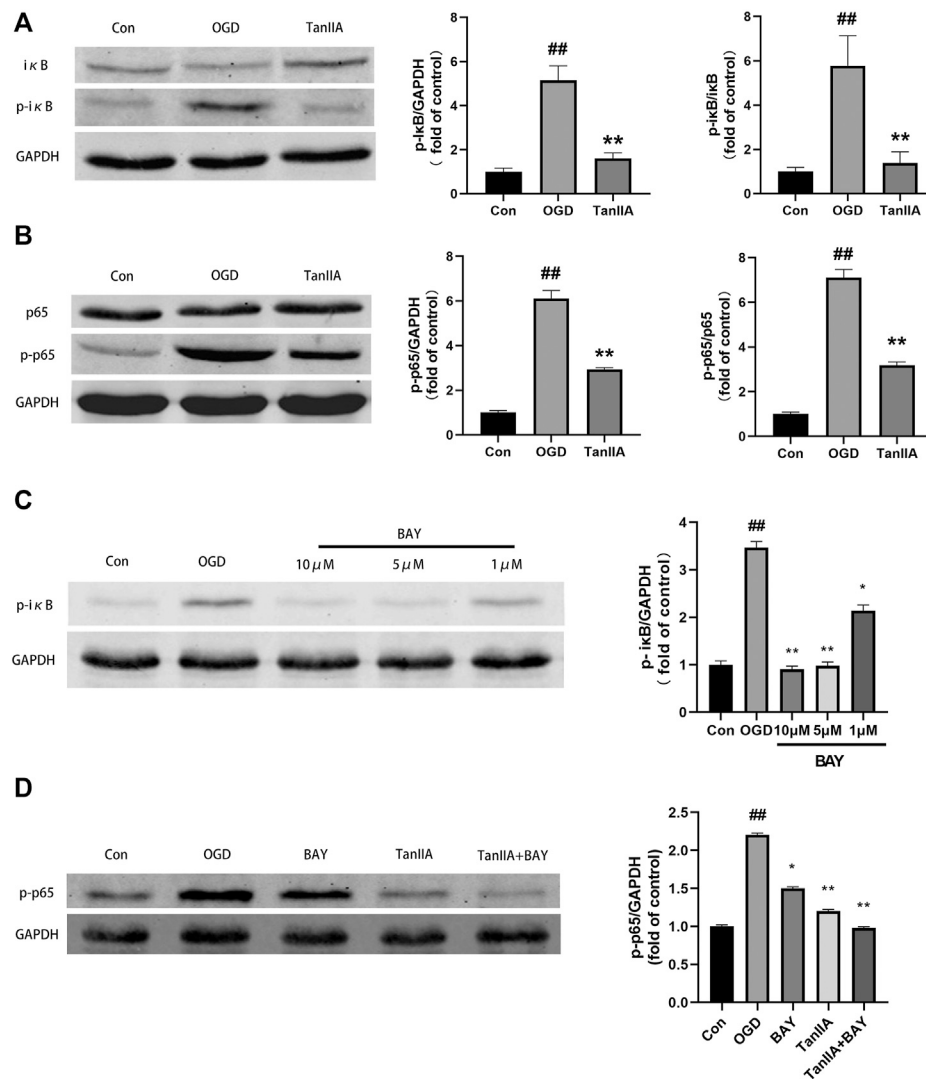 A
Con OGD TanIIA
iκB
p-iκB
GAPDH
p-IκB/GAPDH
( fold of control)
8
6
4
2
0
##
**
Con OGD TanIIA
p-iκB/iκB
(fold of control)
8
6
4
2
0
##
**
Con OGD TanIIA
B
Con OGD TanIIA
p65
p-p65
GAPDH
p-p65/GAPDH
(fold of control)
8
6
4
2
0
##
**
Con OGD TanIIA
p-p65/p65
(fold of control)
8
6
4
2
0
##
**
Con OGD TanIIA
C
BAY
Con OGD 10μM 5μM 1μM
p-iκB
GAPDH
p- iκB/GAPDH
( fold of control)
4
3
2
1
0
##
**
**
*
Con OGD 10μM 5μM 1μM
BAY
D
Con OGD BAY TanIIA TanIIA+BAY
p-p65
GAPDH
p-p65/GAPDH
(fold of control)
2.5
2.0
1.5
1.0
0.5
0.0
##
*
**
**
Con OGD BAY TanIIA TanIIA+BAY